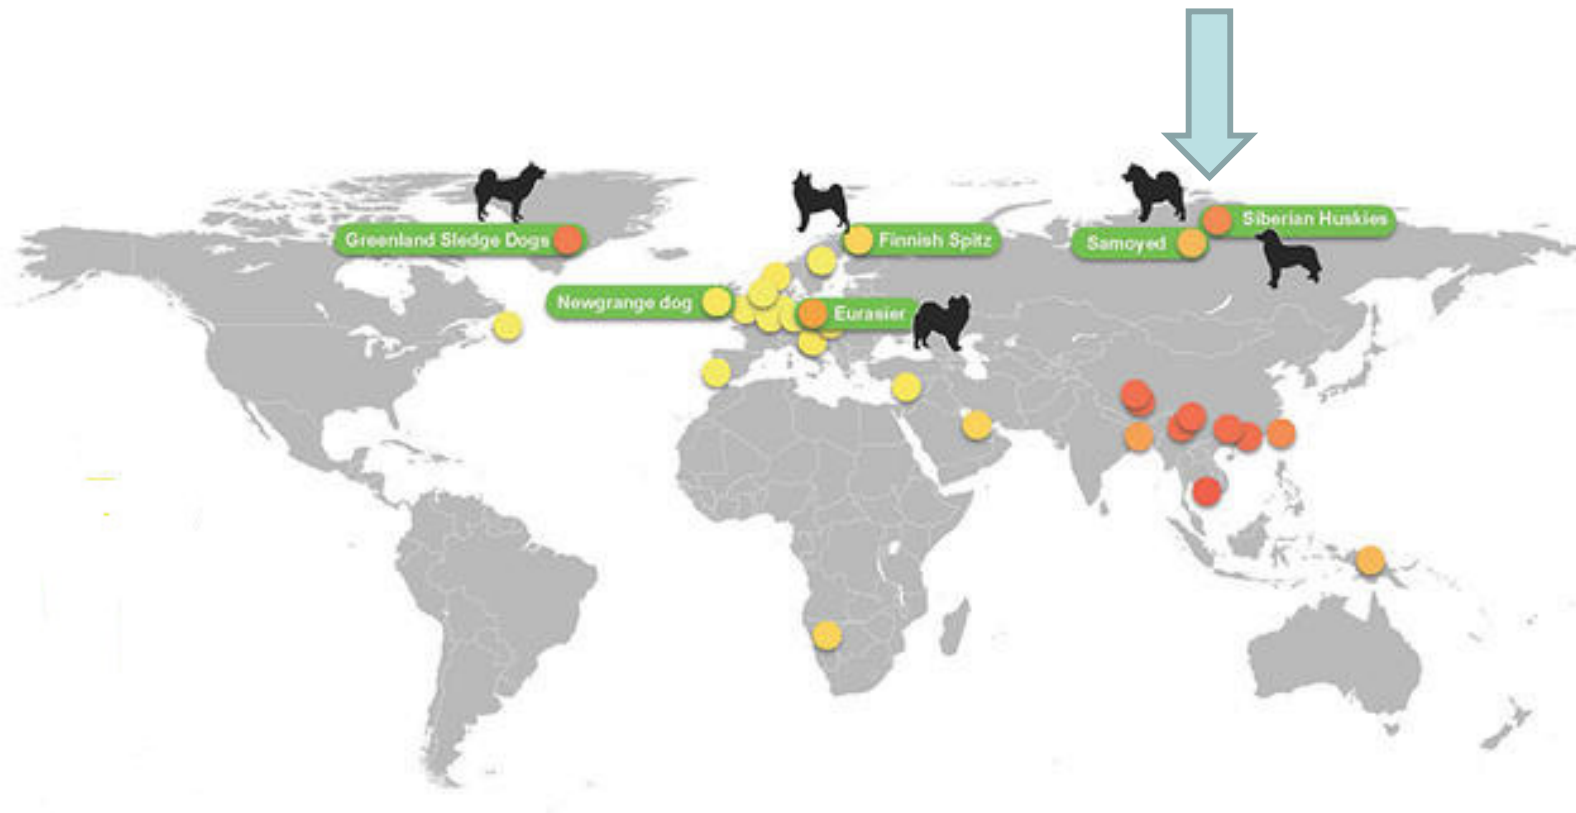 Siberian Huskies
Greenland Sledge Dogs
Finnish Spitz
Samoyed
Newgrange dog
Eurasier